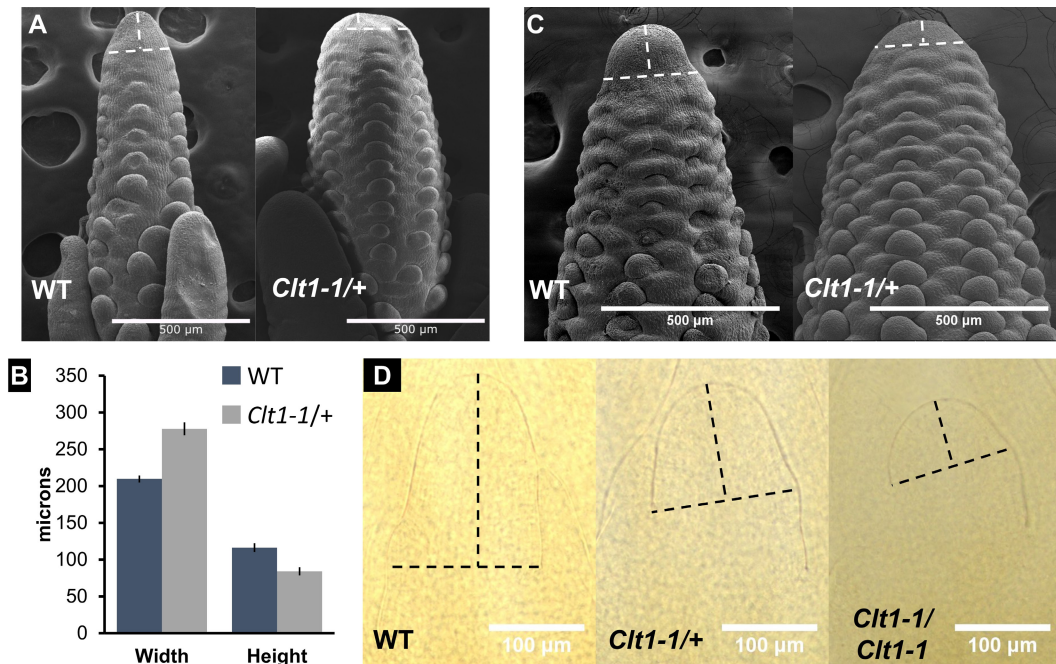 A
WT
500 µm
Clt1-1/+
500 µm
C
WT
500 µm
Clt1-1/+
500 µm
B
350
300
250
200
150
100
50
0
microns
WT
Clt1-1/+
Width
Height
D
WT
100 µm
Clt1-1/+
100 µm
Clt1-1/
Clt1-1
100 µm